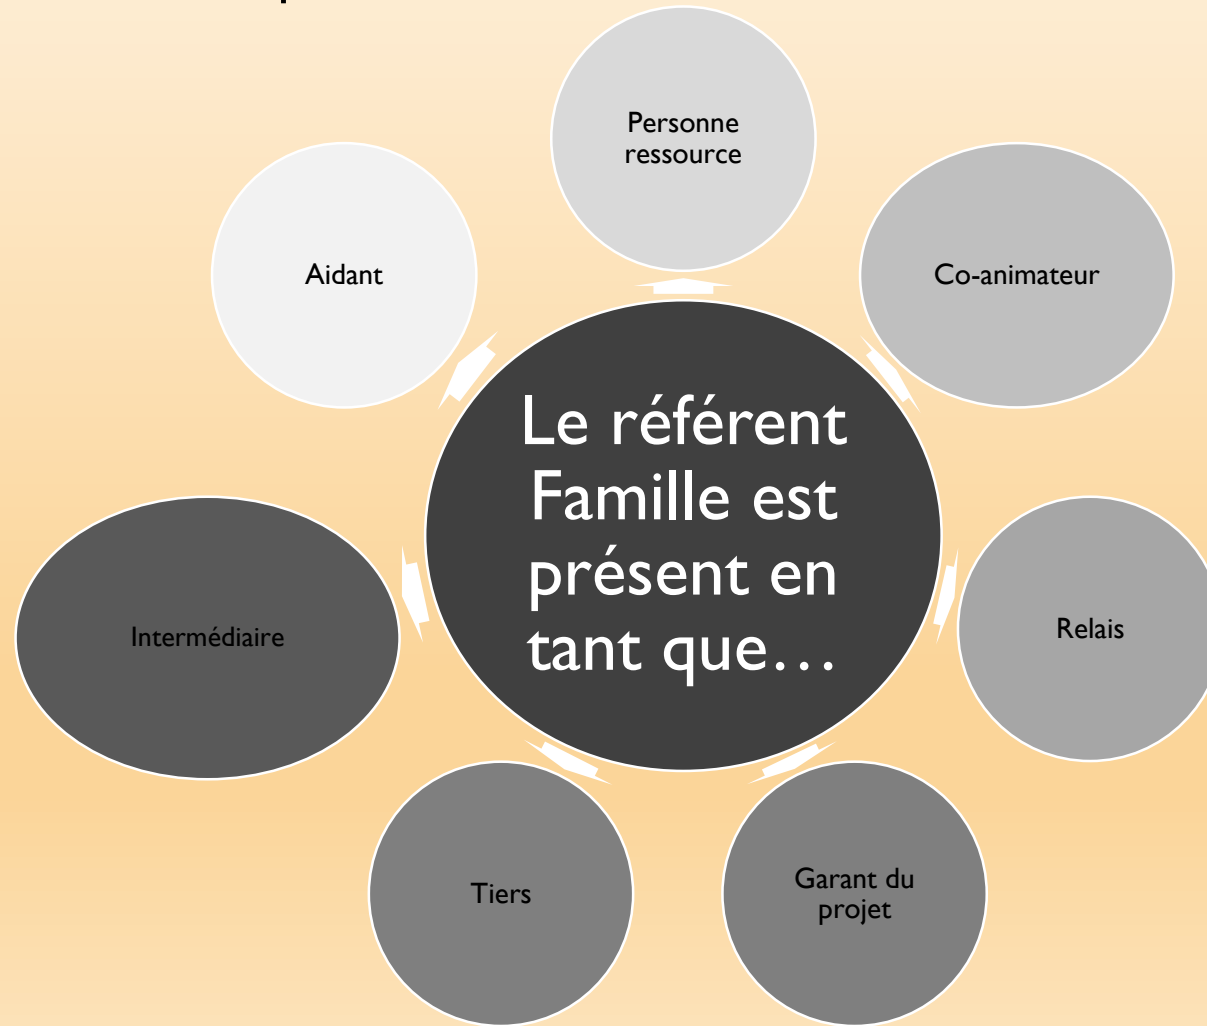 Personne
ressource
Aidant
Co-animateur
Le référent
Famille est
présent en
tant que…
Intermédiaire
Relais
Tiers
Garant du
projet